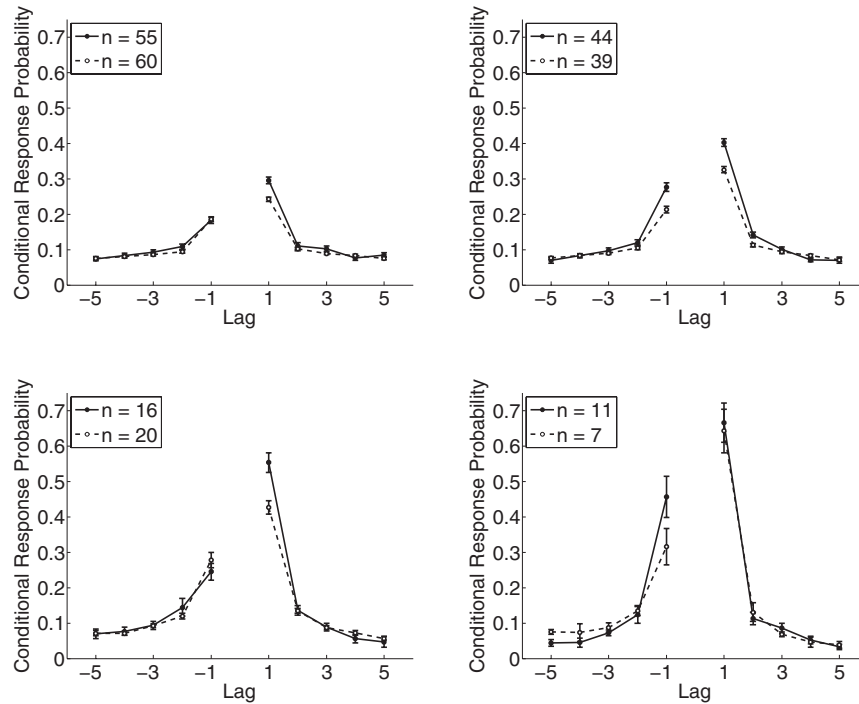 Conditional Response Probability
0.7
0.6
0.5
0.4
0.3
0.2
0.1
0
n = 55
n = 60
−5 −3 −1 1 3 5
Lag
Conditional Response Probability
0.7
0.6
0.5
0.4
0.3
0.2
0.1
0
n = 44
n = 39
−5 −3 −1 1 3 5
Lag
Conditional Response Probability
0.7
0.6
0.5
0.4
0.3
0.2
0.1
0
n = 16
n = 20
−5 −3 −1 1 3 5
Lag
Conditional Response Probability
0.7
0.6
0.5
0.4
0.3
0.2
0.1
0
n = 11
n = 7
−5 −3 −1 1 3 5
Lag